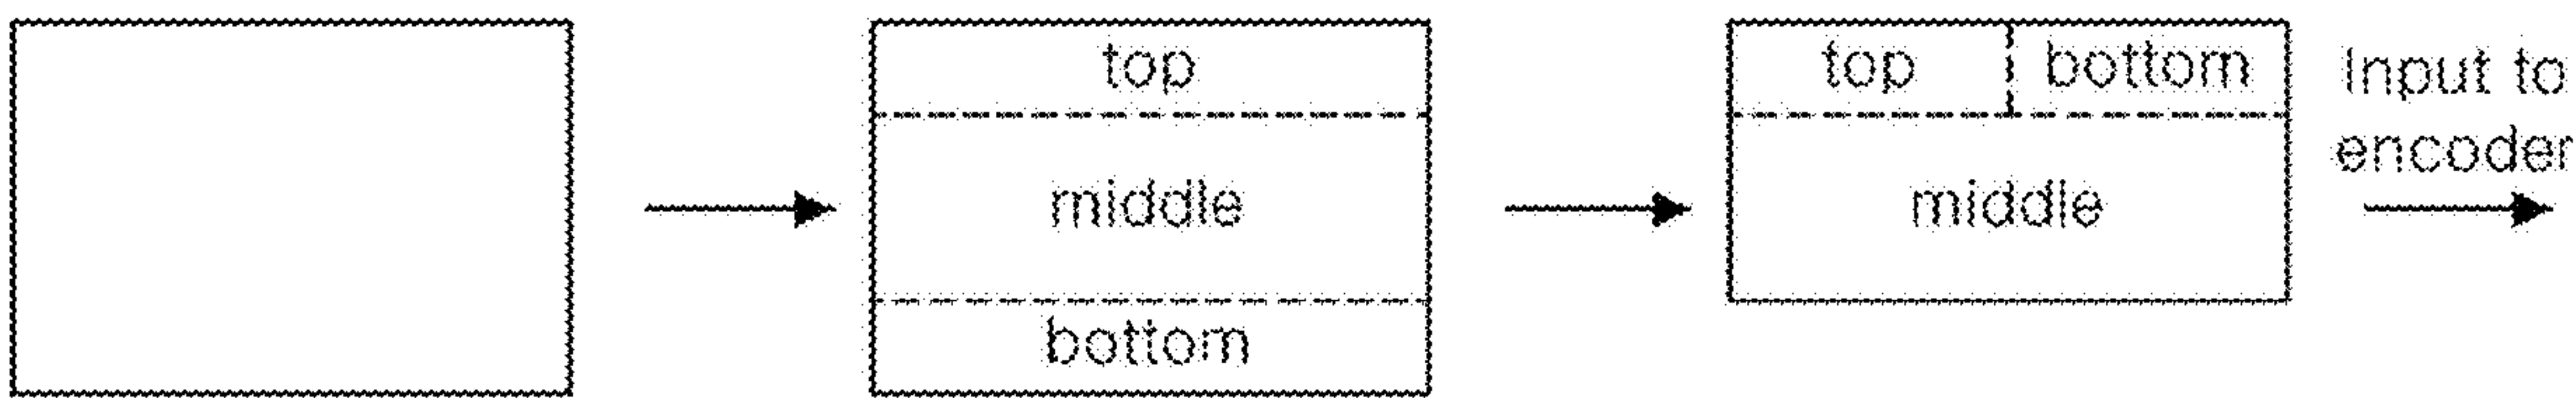 top
middle
bottom
top bottom
middle
Input to
encoder